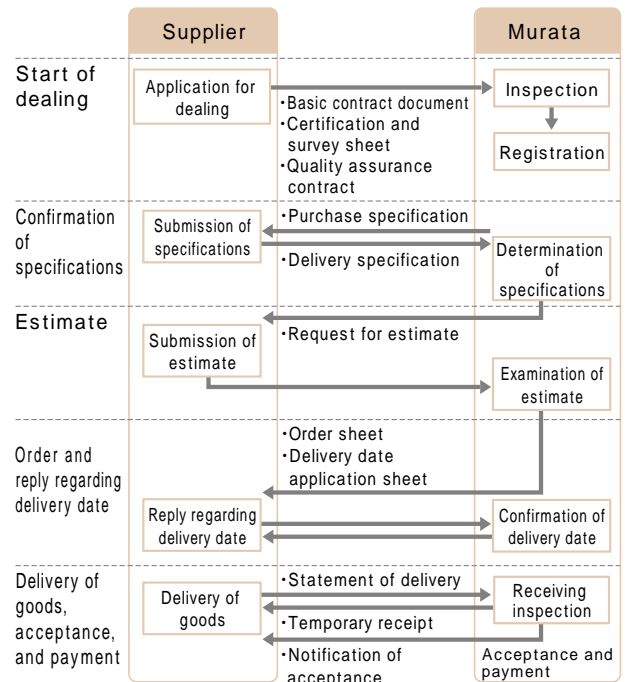 Supplier
Murata
Start of
dealing
Application for
dealing
・Basic contract document
・Certification and
survey sheet
・Quality assurance
contract
Inspection
Registration
Confirmation
of
specifications
Submission of
specifications
・Purchase specification
・Delivery specification
Determination
of
specifications
Estimate
Submission of
estimate
・Request for estimate
Examination of
estimate
Order and
reply regarding
delivery date
・Order sheet
・Delivery date
application sheet
Reply regarding
delivery date
Confirmation of
delivery date
Delivery of
goods,
acceptance,
and payment
Delivery of
goods
・Statement of delivery
・Temporary receipt
・Notification of
acceptance
Receiving
inspection
Acceptance and
payment